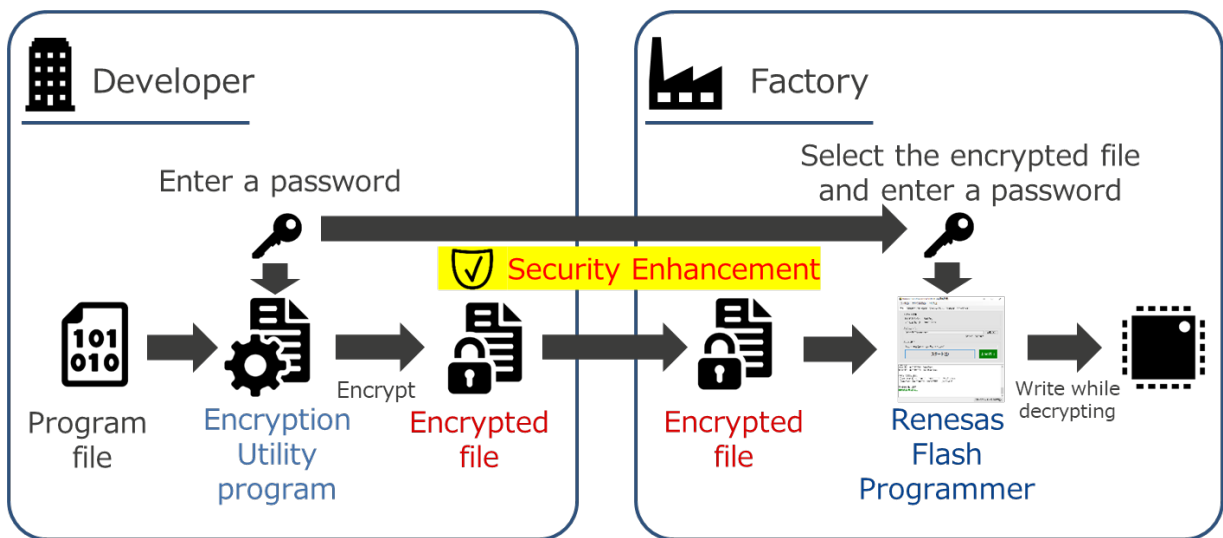 Developer
Enter a password
101
010
Program
file
Encryption
Utility
program
Encrypt
Encrypted
file
Security Enhancement
Factory
Select the encrypted file
and enter a password
Encrypted
file
Renesas
Flash
Programmer
Write while
decrypting